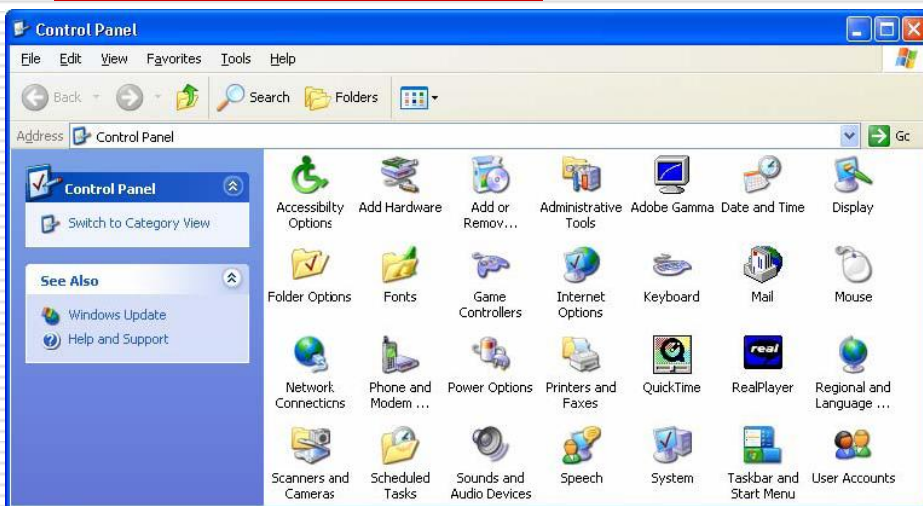 Control Panel
File Edit View Favorites Tools Help
Back Search Folders
Address Control Panel Go
Control Panel
Switch to Category View
See Also
Windows Update
Help and Support
Accessibility Options
Add Hardware
Add or Remov...
Administrative Tools
Adobe Gamma
Date and Time
Display
Folder Options
Fonts
Game Controllers
Internet Options
Keyboard
Mail
Mouse
Network Connections
Phone and Modem ...
Power Options
Printers and Faxes
QuickTime
real
RealPlayer
Regional and Language ...
Scanners and Cameras
Scheduled Tasks
Sounds and Audio Devices
Speech
System
Taskbar and Start Menu
User Accounts